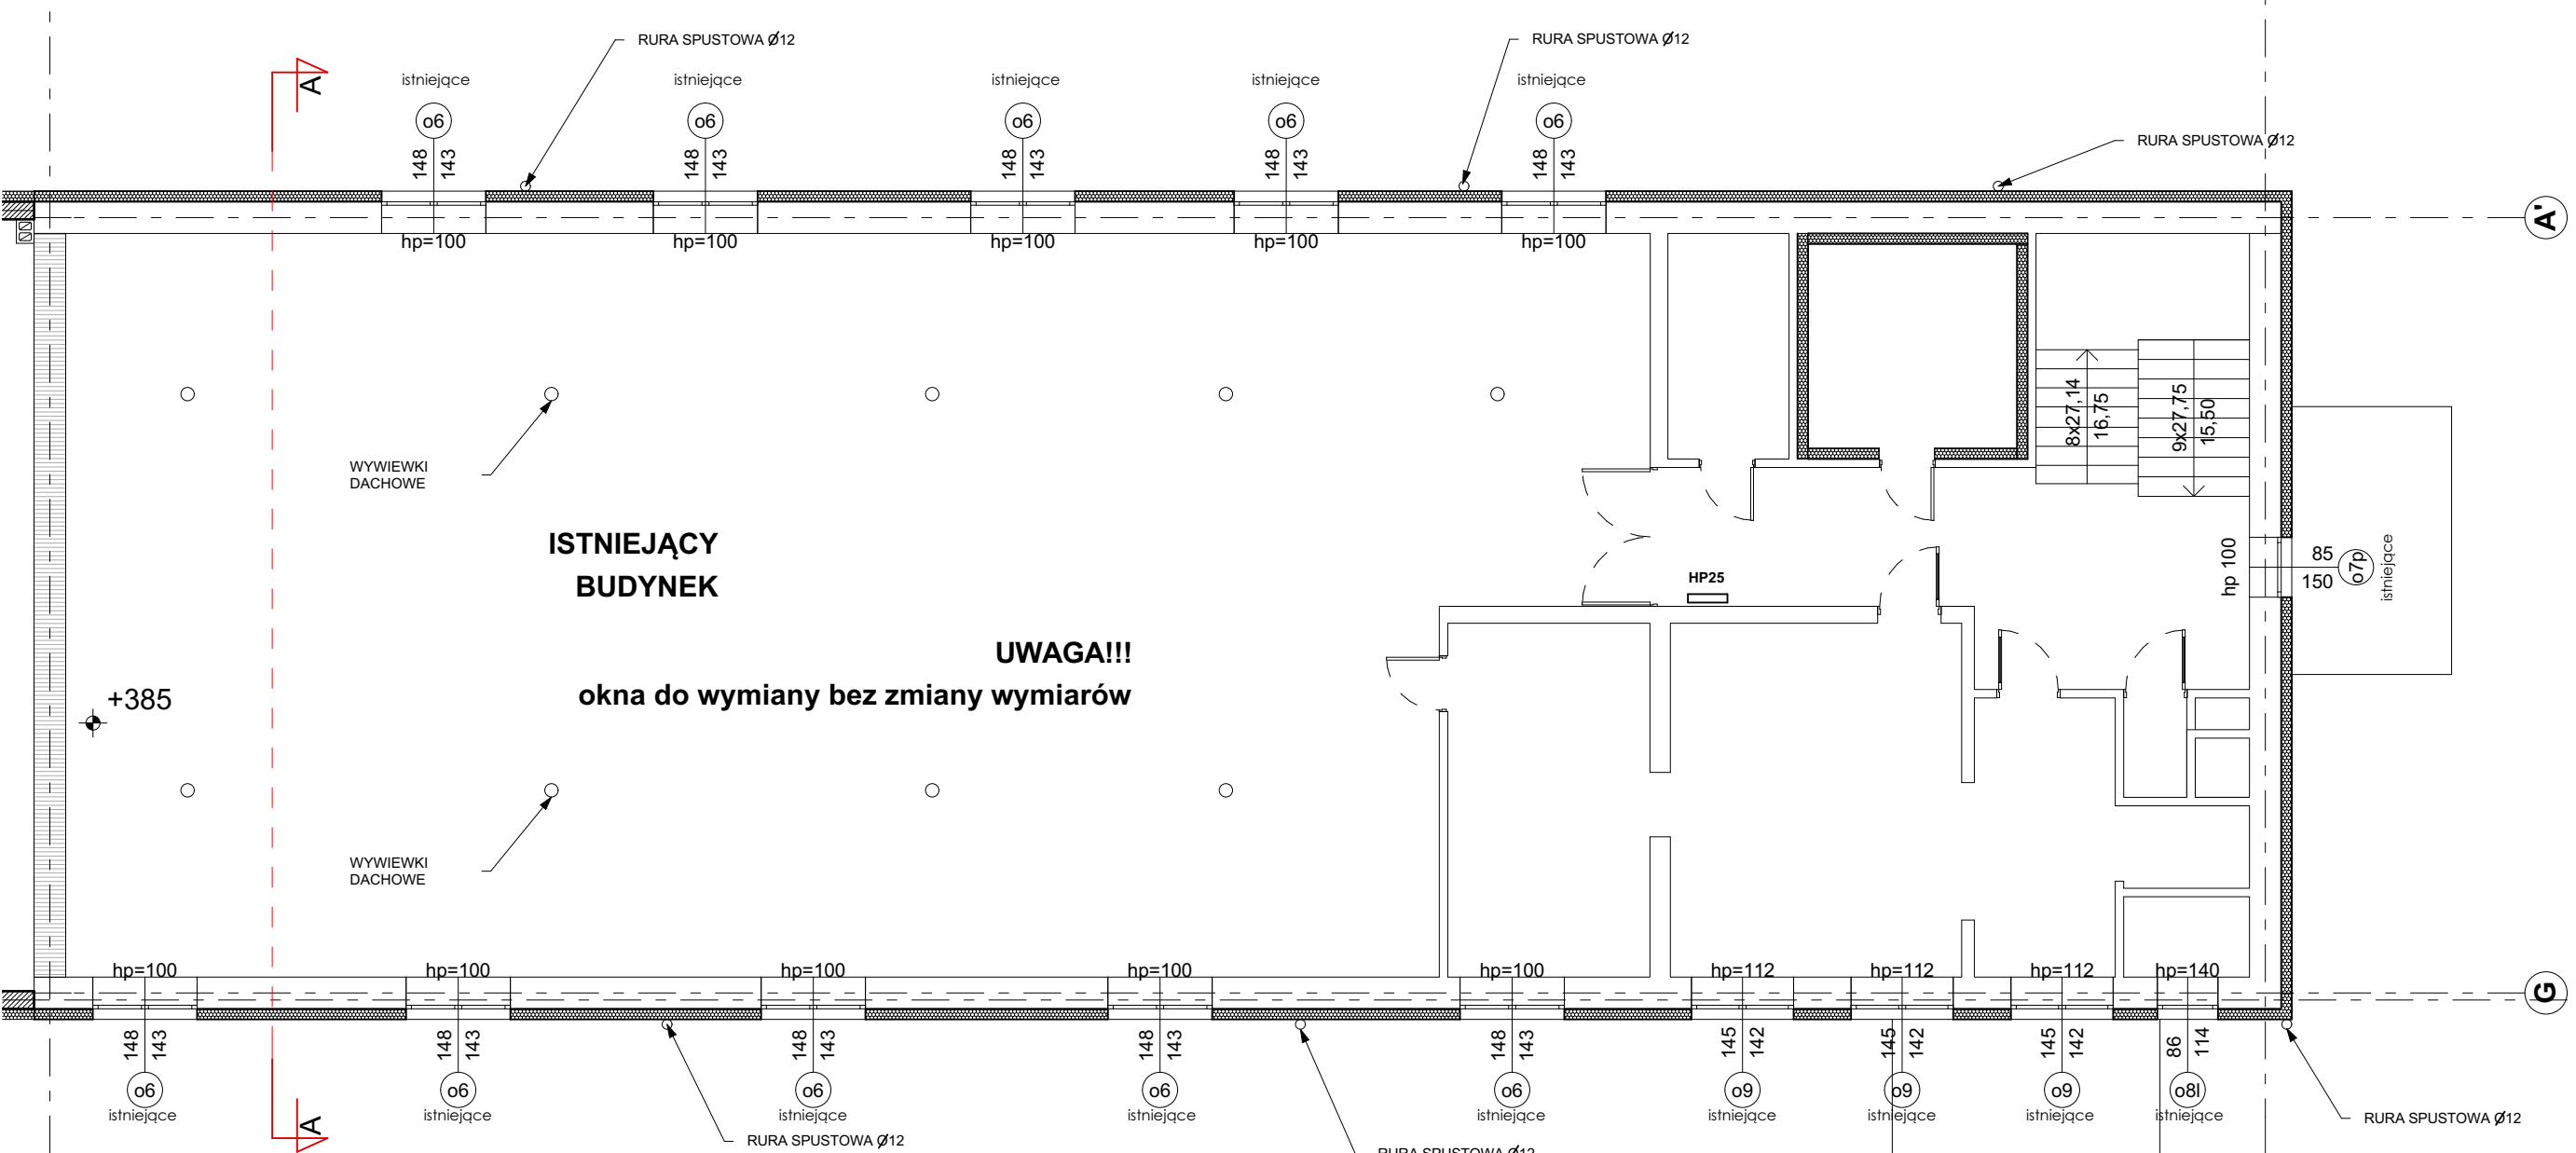 RURA SPUSTOWA Ø12
RURA SPUSTOWA Ø12
RURA SPUSTOWA Ø12
A
istniejące
istniejące
istniejące
istniejące
istniejące
o6
o6
o6
o6
o6
148
143
148
143
148
143
148
143
148
143
A'
hp=100
hp=100
hp=100
hp=100
hp=100
8x27,14
16,75
9x27,75
15,50
WYWIEWKI
DACHOWE
ISTNIEJĄCY
BUDYNEK
HP25
hp 100
85
150
o7p
istniejące
UWAGA!!!
okna do wymiany bez zmiany wymiarów
+385
WYWIEWKI
DACHOWE
hp=100
hp=100
hp=100
hp=100
hp=100
hp=112
hp=112
hp=112
hp=140
G
148
143
148
143
148
143
148
143
148
143
145
142
145
142
145
142
86
114
o6
o6
o6
o6
o6
o9
o9
o9
o8l
istniejące
istniejące
istniejące
istniejące
istniejące
istniejące
istniejące
istniejące
istniejące
A
RURA SPUSTOWA Ø12
RURA SPUSTOWA Ø12
RURA SPUSTOWA Ø12